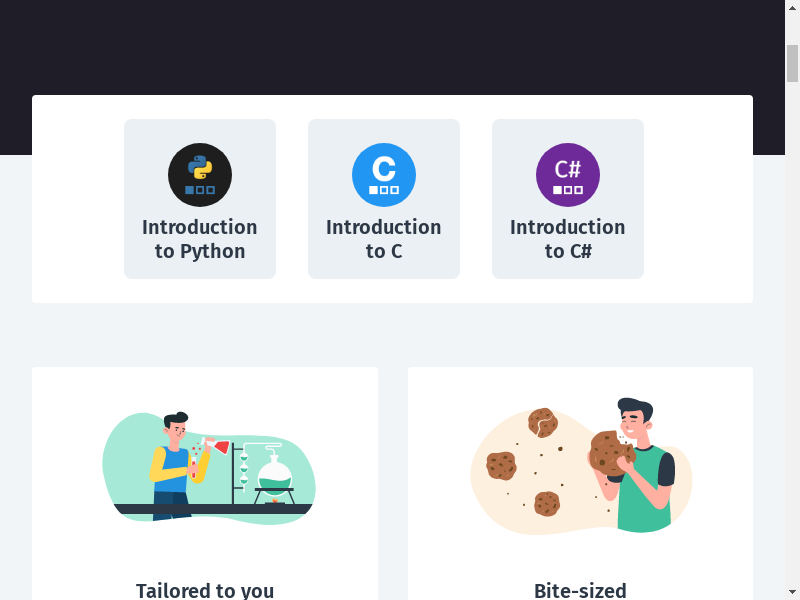 C
C#
Introduction
to Python
Introduction
to C
Introduction
to C#
Tailored to you
Bite-sized